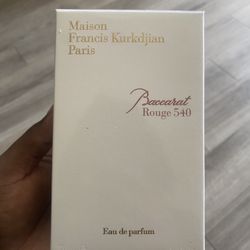 Maison
Francis Kurkdjian
Paris
Baccarat
Rouge 540
Eau de parfum